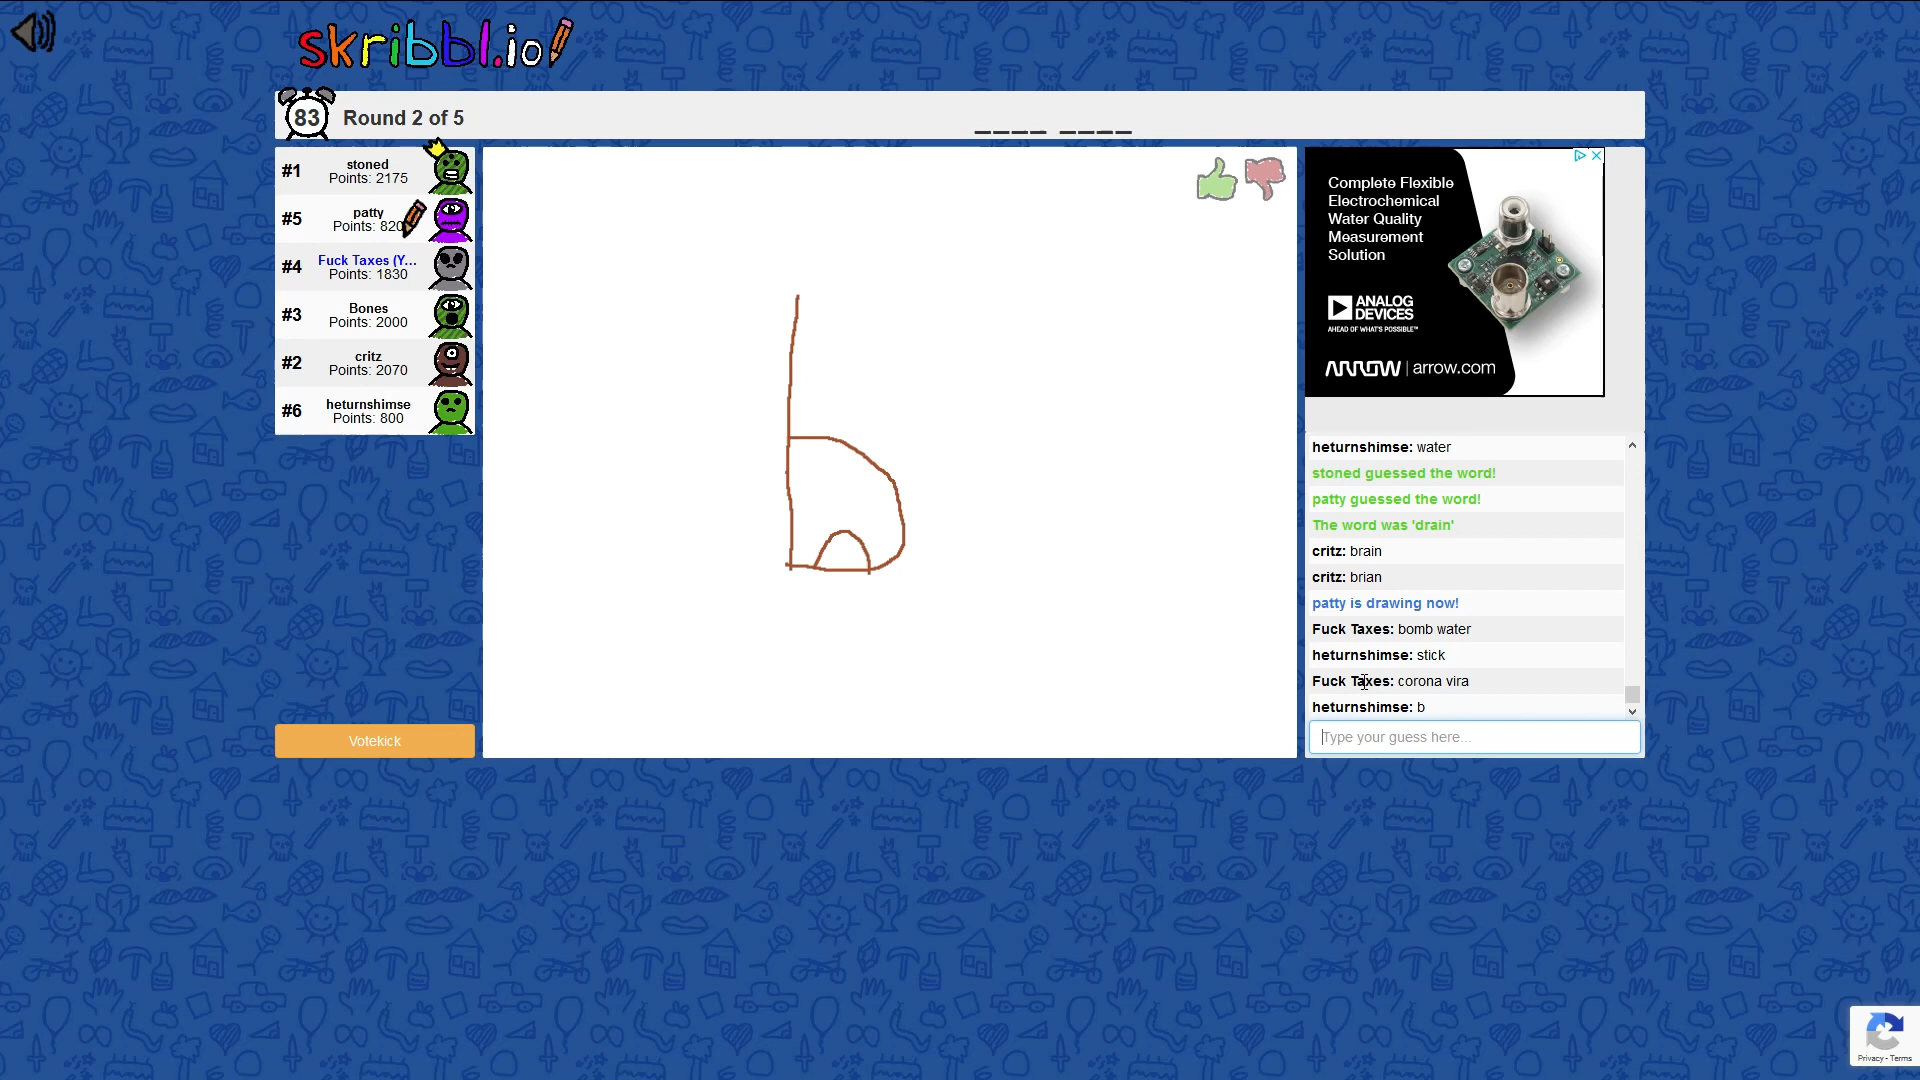 skribbl.io
83
Round 2 of 5
____ ____
#1
stoned
Points: 2175
#5
patty
Points: 820
#4
Fuck Taxes (Y...
Points: 1830
#3
Bones
Points: 2000
#2
critz
Points: 2070
#6
heturnshimse
Points: 800
Votekick
Complete Flexible
Electrochemical
Water Quality
Measurement
Solution
ANALOG
DEVICES
AHEAD OF WHAT'S POSSIBLE™
ARROW | arrow.com
heturnshimse: water
stoned guessed the word!
patty guessed the word!
The word was 'drain'
critz: brain
critz: brian
patty is drawing now!
Fuck Taxes: bomb water
heturnshimse: stick
Fuck Taxes: corona vira
heturnshimse: b
Type your guess here...
Privacy - Terms